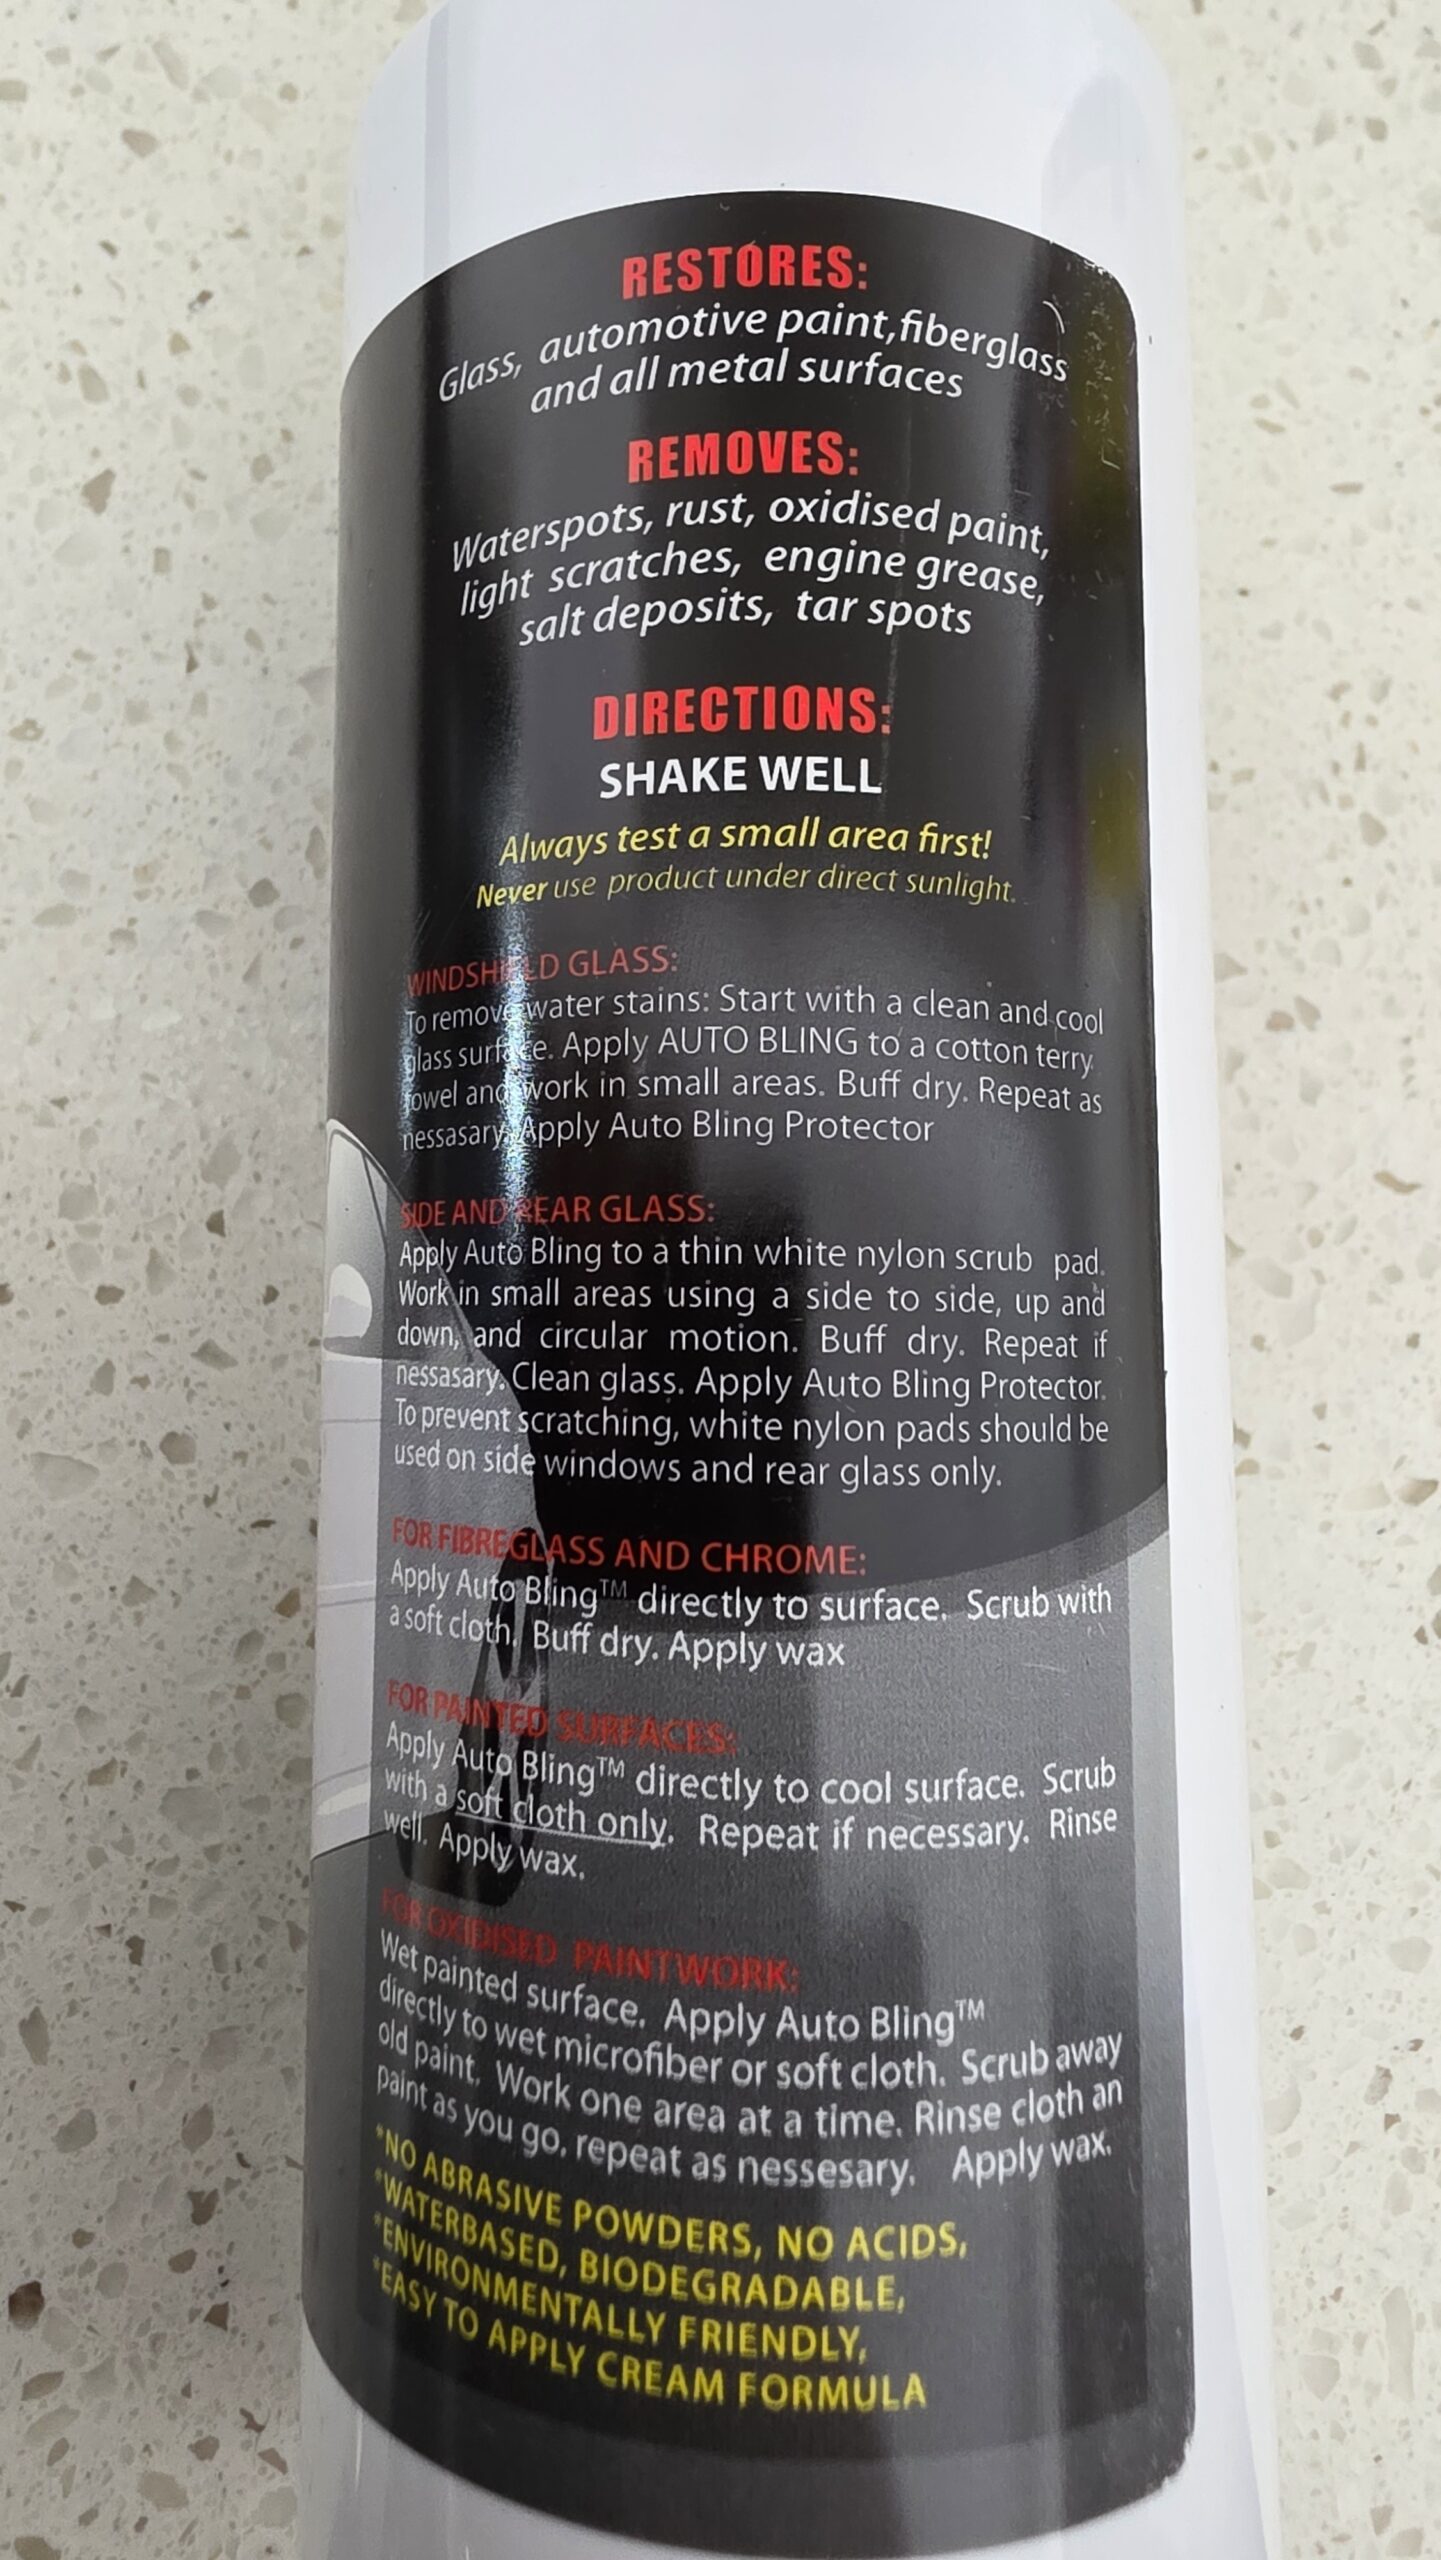 RESTORES:
Glass, automotive paint,fiberglass
and all metal surfaces
REMOVES:
Waterspots, rust, oxidised paint,
light scratches, engine grease,
salt deposits, tar spots
DIRECTIONS:
SHAKE WELL
Always test a small area first!
Never use product under direct sunlight.
WINDSHIELD GLASS:
To remove water stains: Start with a clean and cool
glass surface. Apply AUTO BLING to a cotton terry
towel and work in small areas. Buff dry. Repeat as
nessasary. Apply Auto Bling Protector
SIDE AND REAR GLASS:
Apply Auto Bling to a thin white nylon scrub pad.
Work in small areas using a side to side, up and
down, and circular motion. Buff dry. Repeat if
nessasary. Clean glass. Apply Auto Bling Protector.
To prevent scratching, white nylon pads should be
used on side windows and rear glass only.
FOR FIBREGLASS AND CHROME:
Apply Auto Bling™ directly to surface. Scrub with
a soft cloth. Buff dry. Apply wax
FOR PAINTED SURFACES:
Apply Auto Bling™ directly to cool surface. Scrub
with a soft cloth only. Repeat if necessary. Rinse
well. Apply wax.
FOR OXIDISED PAINTWORK:
Wet painted surface. Apply Auto Bling™
directly to wet microfiber or soft cloth. Scrub away
old paint. Work one area at a time. Rinse cloth an
paint as you go, repeat as nessesary. Apply wax.
*NO ABRASIVE POWDERS, NO ACIDS,
*WATERBASED, BIODEGRADABLE,
*ENVIRONMENTALLY FRIENDLY,
*EASY TO APPLY CREAM FORMULA